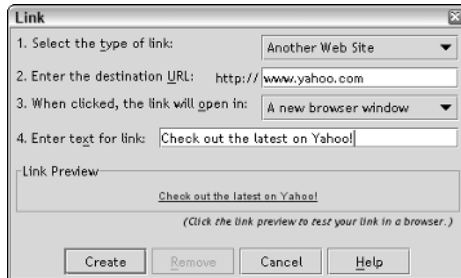 Link
1. Select the type of link: Another Web Site
2. Enter the destination URL: http:// www.yahoo.com
3. When clicked, the link will open in: A new browser window
4. Enter text for link: Check out the latest on Yahoo!
Link Preview
Check out the latest on Yahoo!
(Click the link preview to test your link in a browser.)
Create Remove Cancel Help